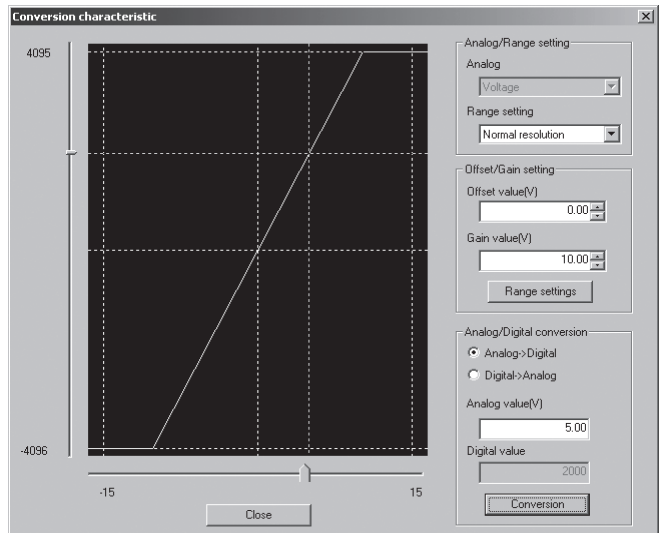 Conversion characteristic
4095
-4096
-15
15
Close
Analog/Range setting
Analog
Voltage
Range setting
Normal resolution
Offset/Gain setting
Offset value(V)
0.00
Gain value(V)
10.00
Range settings
Analog/Digital conversion
Analog->Digital
Digital->Analog
Analog value(V)
5.00
Digital value
2000
Conversion